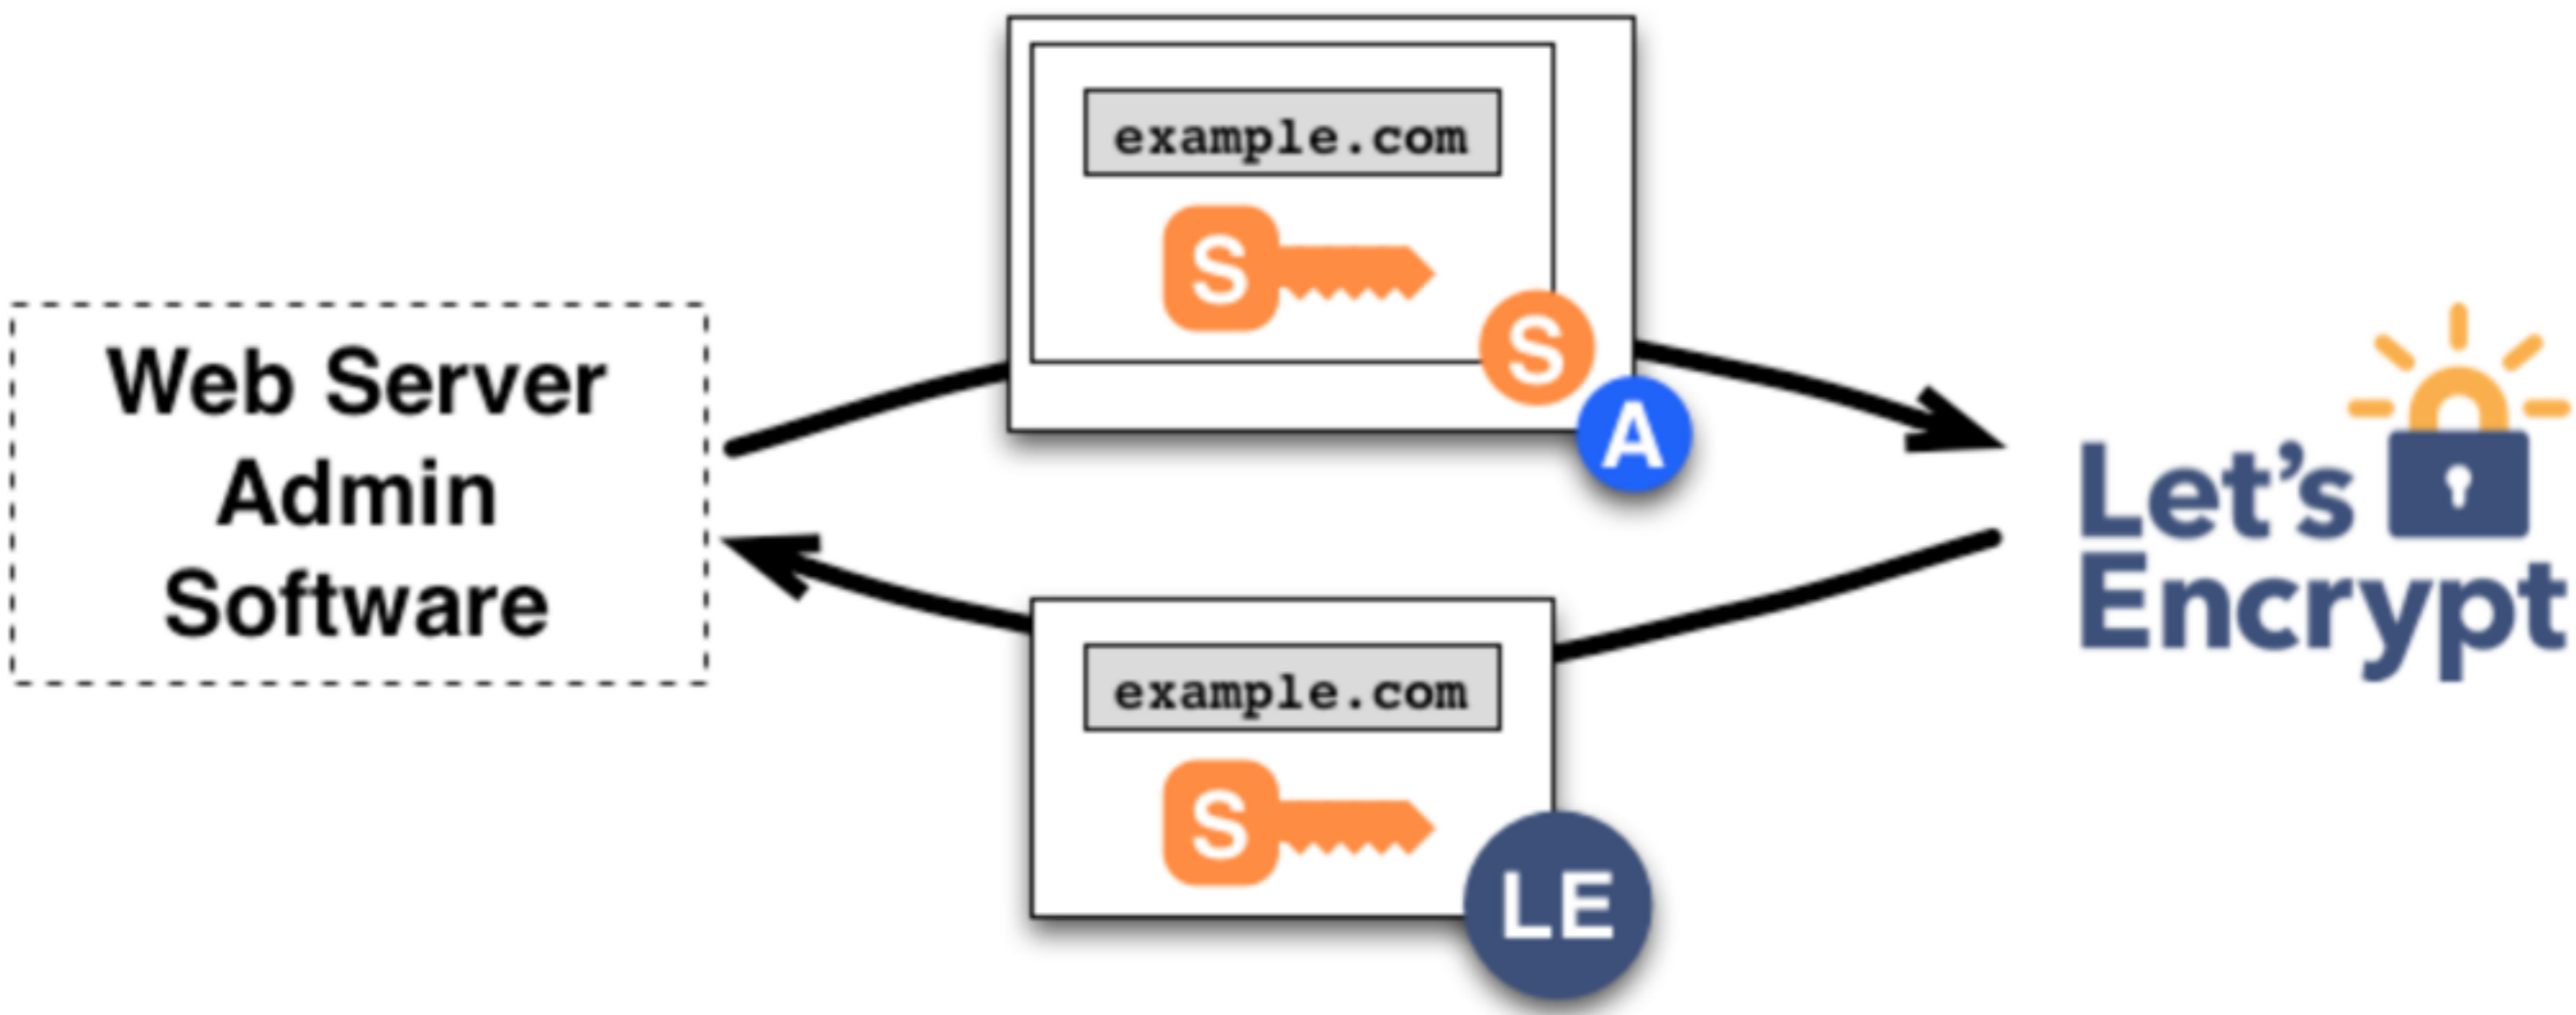 example.com
S
S
A
Web Server
Admin
Software
Let's
Encrypt
example.com
S
LE